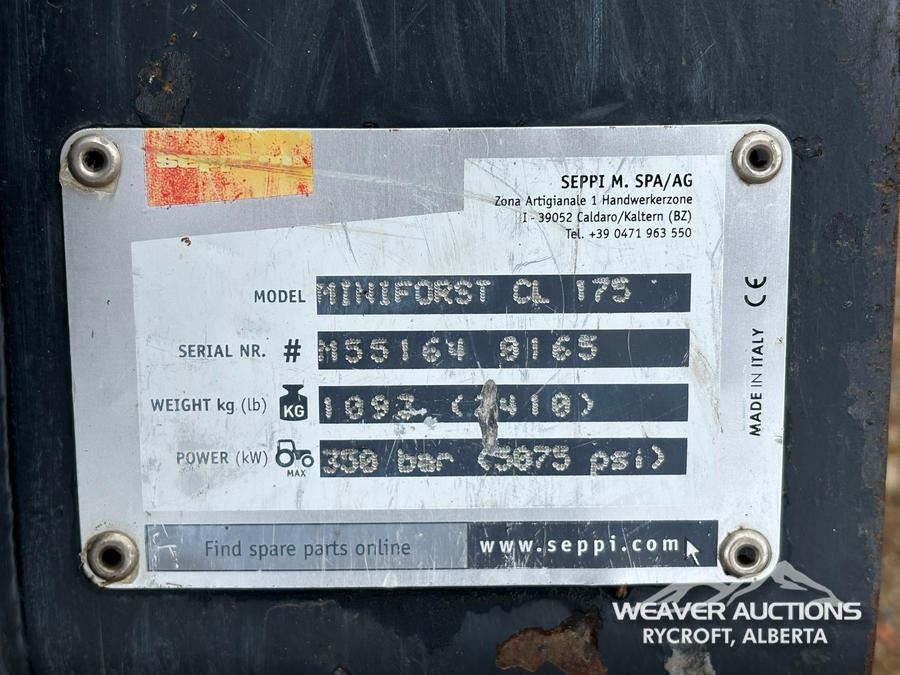 seppi
SEPPI M. SPA/AG
Zona Artigianale 1 Handwerkerzone
I - 39052 Caldaro/Kaltern (BZ)
Tel. +39 0471 963 550
MODEL MINIFORST CL 175
SERIAL NR. # M55164 0165
WEIGHT kg (lb) KG
POWER (kW) MAX 350 bar (5075 psi)
CE
MADE IN ITALY
Find spare parts online www.seppi.com
WEAVER AUCTIONS
RYCROFT, ALBERTA